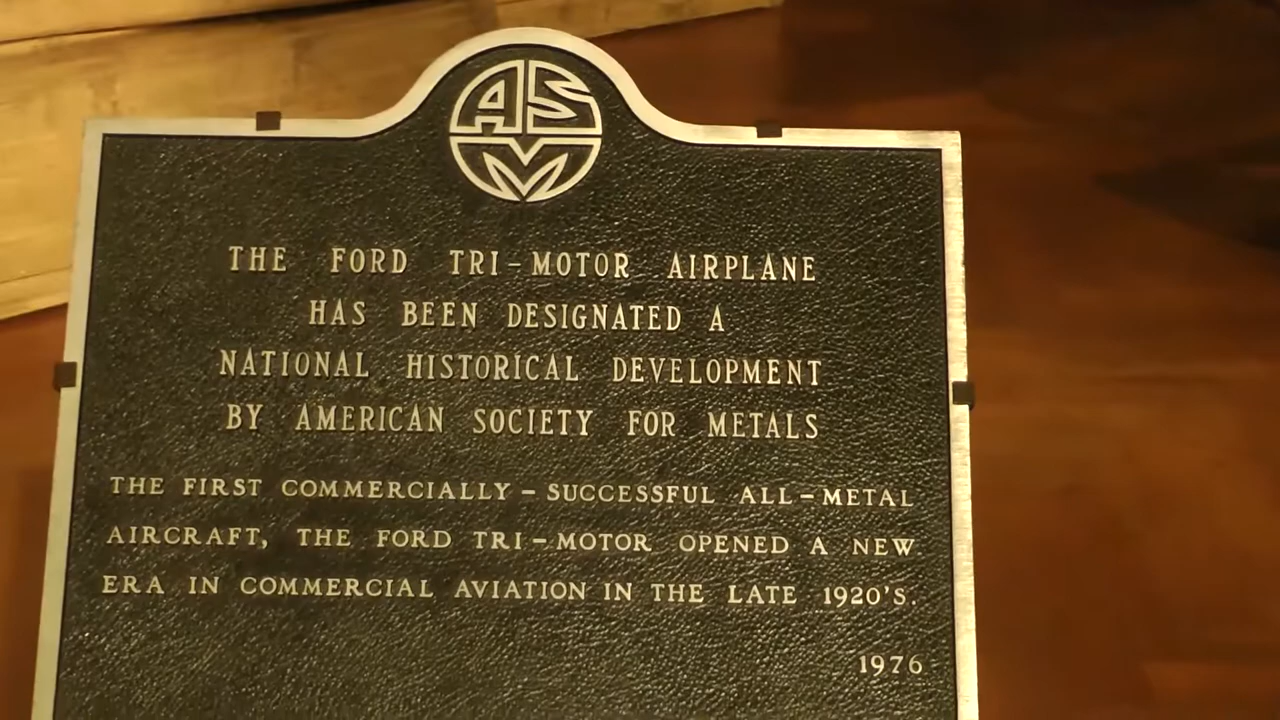 ASM
THE FORD TRI-MOTOR AIRPLANE
HAS BEEN DESIGNATED A
NATIONAL HISTORICAL DEVELOPMENT
BY AMERICAN SOCIETY FOR METALS
THE FIRST COMMERCIALLY-SUCCESSFUL ALL-METAL
AIRCRAFT, THE FORD TRI-MOTOR OPENED A NEW
ERA IN COMMERCIAL AVIATION IN THE LATE 1920'S.
1976